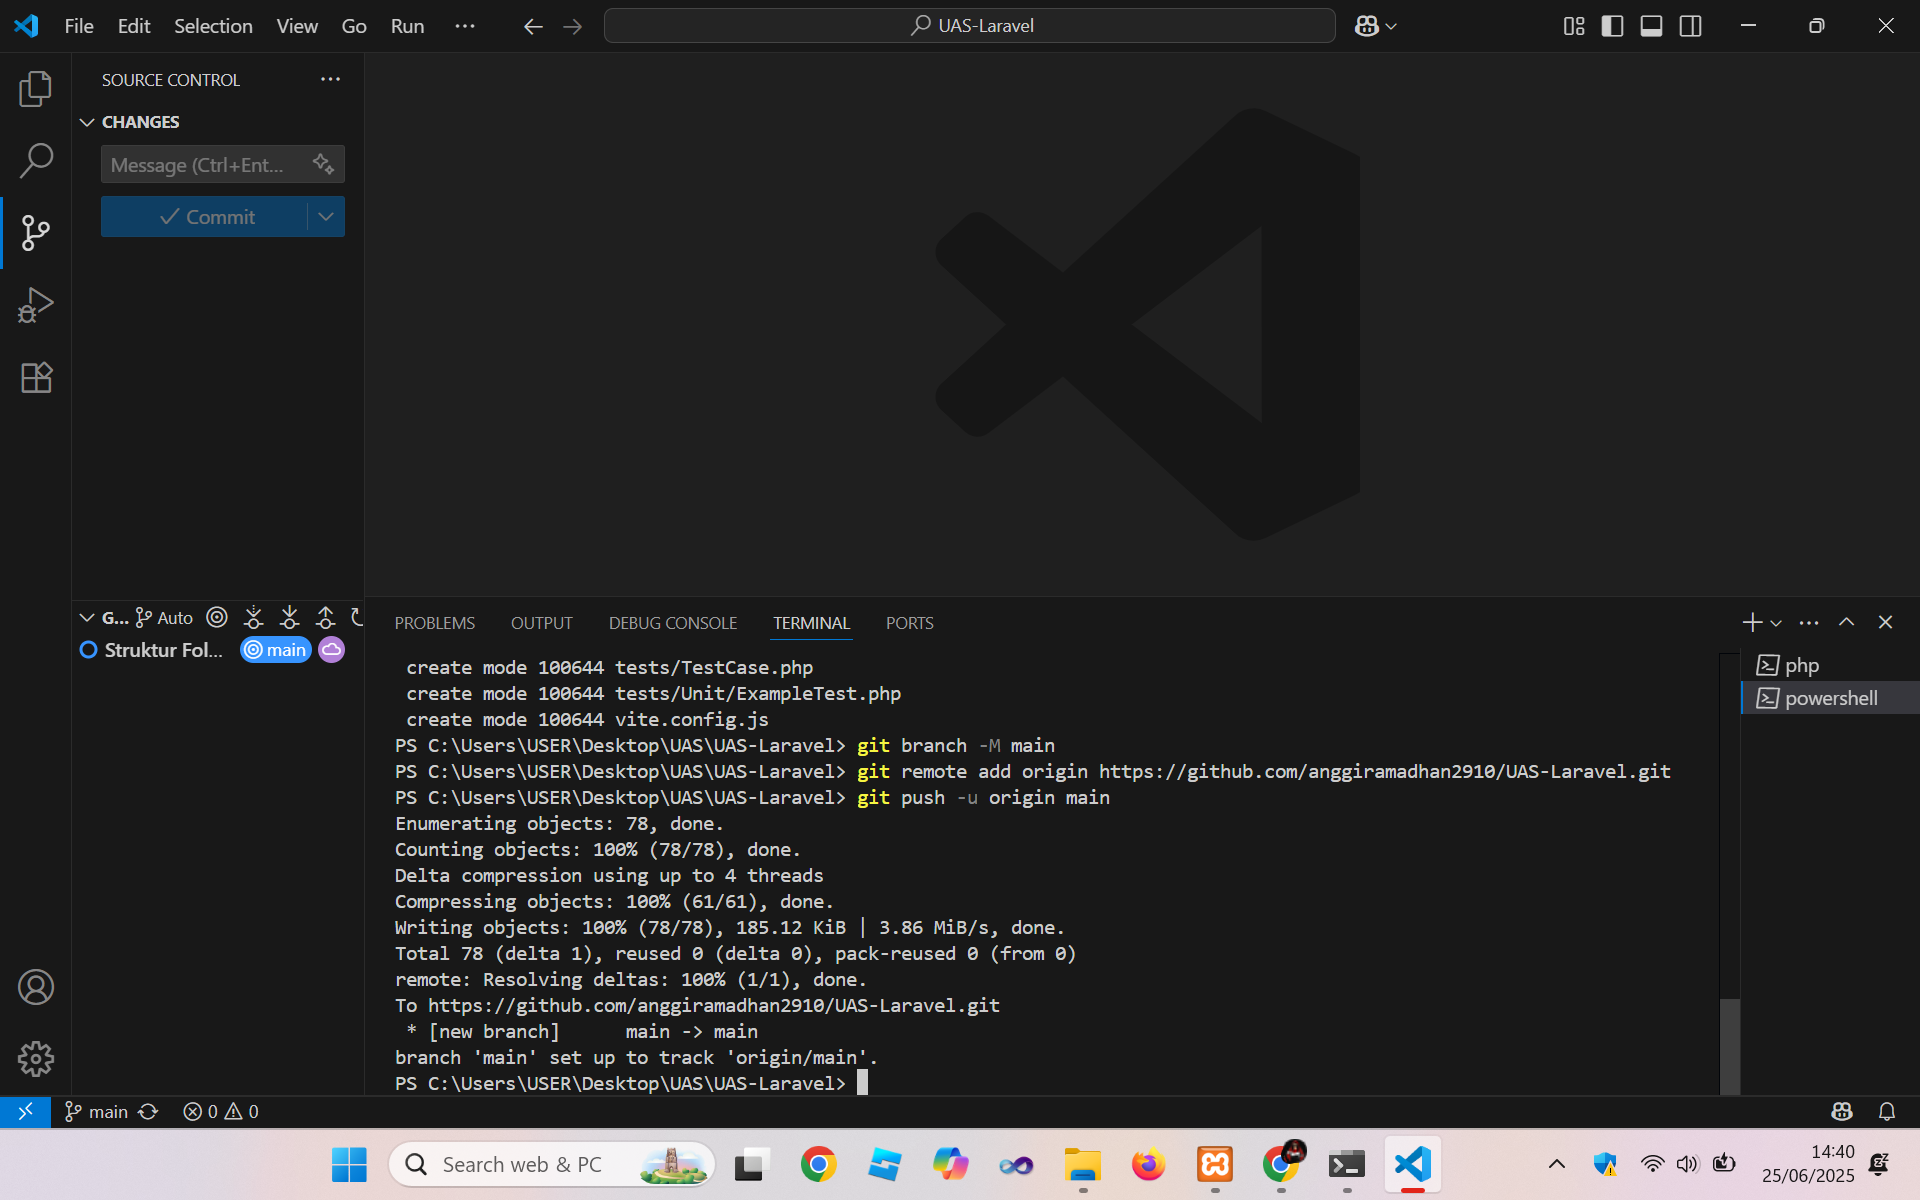 File Edit Selection View Go Run ··· UAS-Laravel
SOURCE CONTROL
CHANGES
Message (Ctrl+Ent...
Commit
G... Auto
Struktur Fol... main
PROBLEMS OUTPUT DEBUG CONSOLE TERMINAL PORTS
php
powershell
create mode 100644 tests/TestCase.php
create mode 100644 tests/Unit/ExampleTest.php
create mode 100644 vite.config.js
PS C:\Users\USER\Desktop\UAS\UAS-Laravel> git branch -M main
PS C:\Users\USER\Desktop\UAS\UAS-Laravel> git remote add origin https://github.com/anggiramadhan2910/UAS-Laravel.git
PS C:\Users\USER\Desktop\UAS\UAS-Laravel> git push -u origin main
Enumerating objects: 78, done.
Counting objects: 100% (78/78), done.
Delta compression using up to 4 threads
Compressing objects: 100% (61/61), done.
Writing objects: 100% (78/78), 185.12 KiB | 3.86 MiB/s, done.
Total 78 (delta 1), reused 0 (delta 0), pack-reused 0 (from 0)
remote: Resolving deltas: 100% (1/1), done.
To https://github.com/anggiramadhan2910/UAS-Laravel.git
* [new branch]      main -> main
branch 'main' set up to track 'origin/main'.
PS C:\Users\USER\Desktop\UAS\UAS-Laravel>
main 0 0
Search web & PC
14:40
25/06/2025